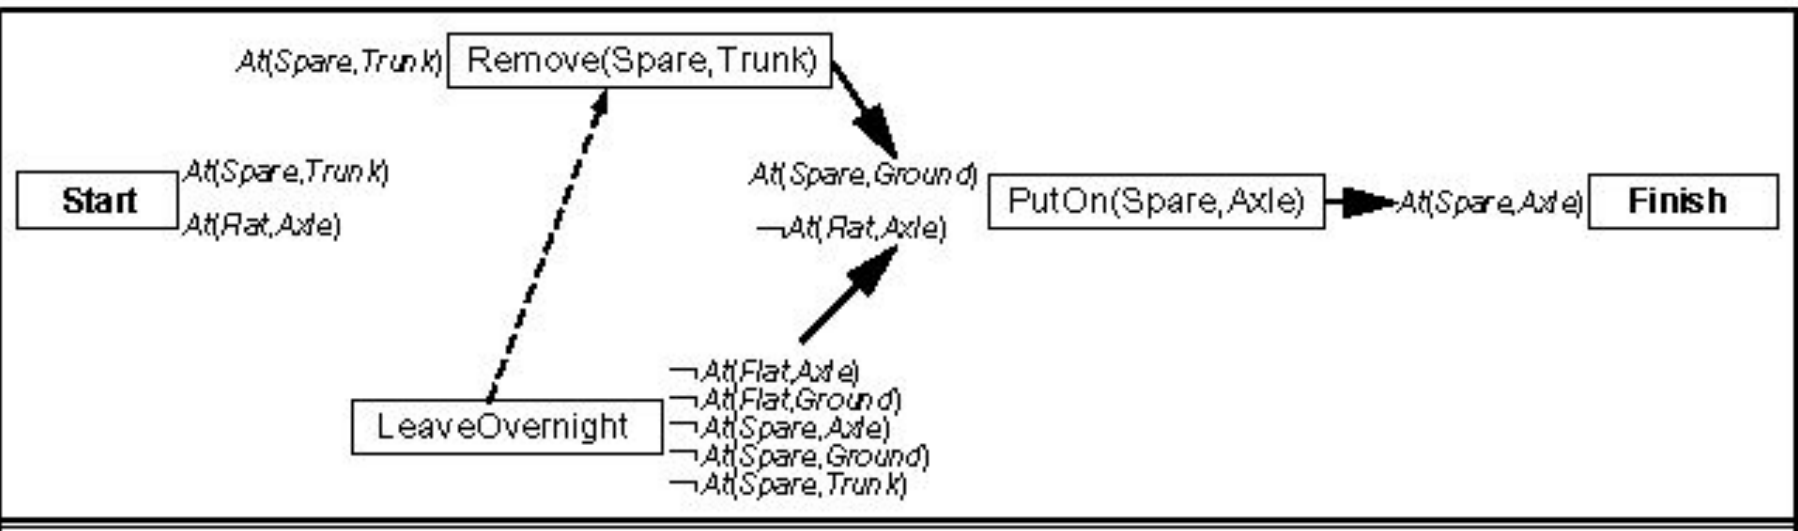 At(Spare,Trunk)
Remove(Spare,Trunk)
Start
At(Spare,Trunk)
At(Flat,Axle)
At(Spare,Ground)
¬At(Flat,Axle)
PutOn(Spare,Axle)
At(Spare,Axle)
Finish
LeaveOvernight
¬At(Flat,Axle)
¬At(Flat,Ground)
¬At(Spare,Axle)
¬At(Spare,Ground)
¬At(Spare,Trunk)